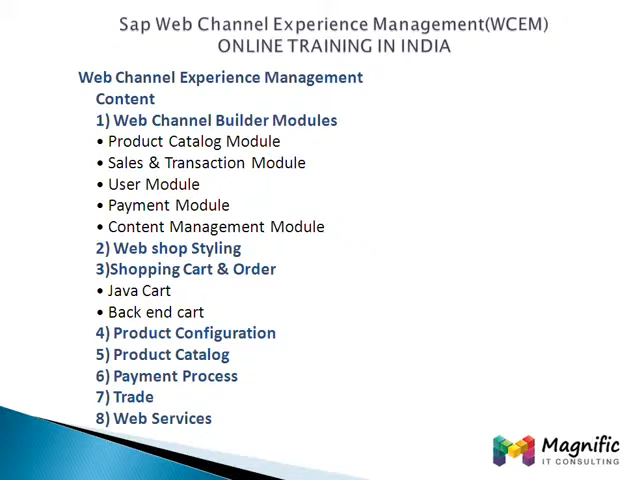 Sap Web Channel Experience Management(WCEM)
ONLINE TRAINING IN INDIA
Web Channel Experience Management
Content
1) Web Channel Builder Modules
• Product Catalog Module
• Sales & Transaction Module
• User Module
• Payment Module
• Content Management Module
2) Web shop Styling
3)Shopping Cart & Order
• Java Cart
• Back end cart
4) Product Configuration
5) Product Catalog
6) Payment Process
7) Trade
8) Web Services
Magnific
IT CONSULTING